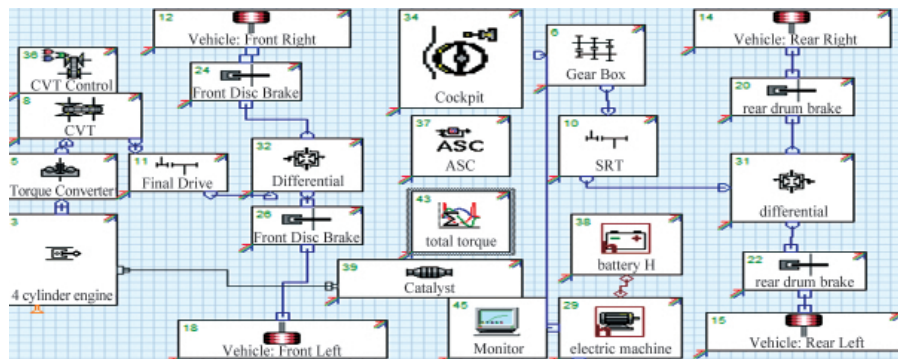 12
Vehicle: Front Right
34
Cockpit
6
Gear Box
14
Vehicle: Rear Right
36
CVT Control
24
Front Disc Brake
20
rear drum brake
8
CVT
37
ASC
ASC
10
SRT
5
Torque Converter
11
Final Drive
32
Differential
31
differential
43
total torque
38
battery H
3
4 cylinder engine
26
Front Disc Brake
39
Catalyst
22
rear drum brake
18
Vehicle: Front Left
45
Monitor
29
electric machine
15
Vehicle: Rear Left